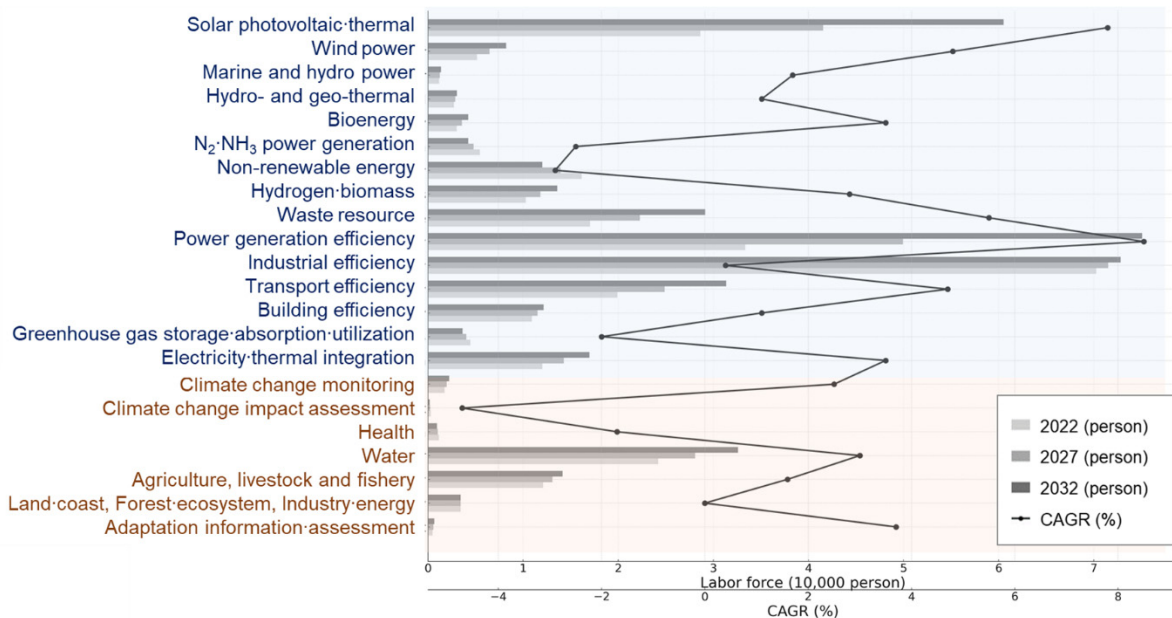 Solar photovoltaic·thermal
Wind power
Marine and hydro power
Hydro- and geo-thermal
Bioenergy
N₂·NH₃ power generation
Non-renewable energy
Hydrogen·biomass
Waste resource
Power generation efficiency
Industrial efficiency
Transport efficiency
Building efficiency
Greenhouse gas storage·absorption·utilization
Electricity·thermal integration
Climate change monitoring
Climate change impact assessment
Health
Water
Agriculture, livestock and fishery
Land·coast, Forest·ecosystem, Industry·energy
Adaptation information·assessment
2022 (person)
2027 (person)
2032 (person)
CAGR (%)
0 1 2 3 4 5 6 7
Labor force (10,000 person)
−4 −2 0 2 4 6 8
CAGR (%)